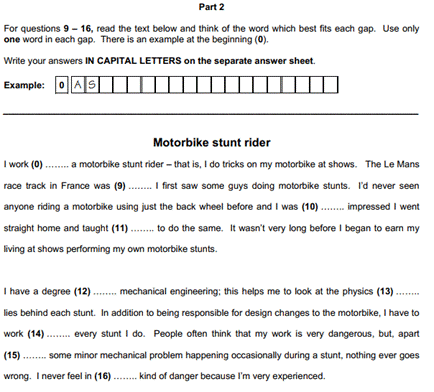 Part 2
For questions 9 – 16, read the text below and think of the word which best fits each gap. Use only
one word in each gap. There is an example at the beginning (0).
Write your answers IN CAPITAL LETTERS on the separate answer sheet.
Example: 0 A S
Motorbike stunt rider
I work (0) …….. a motorbike stunt rider – that is, I do tricks on my motorbike at shows. The Le Mans
race track in France was (9) …….. I first saw some guys doing motorbike stunts. I'd never seen
anyone riding a motorbike using just the back wheel before and I was (10) …….. impressed I went
straight home and taught (11) …….. to do the same. It wasn't very long before I began to earn my
living at shows performing my own motorbike stunts.
I have a degree (12) …….. mechanical engineering; this helps me to look at the physics (13) ……..
lies behind each stunt. In addition to being responsible for design changes to the motorbike, I have to
work (14) …….. every stunt I do. People often think that my work is very dangerous, but, apart
(15) …….. some minor mechanical problem happening occasionally during a stunt, nothing ever goes
wrong. I never feel in (16) …….. kind of danger because I'm very experienced.